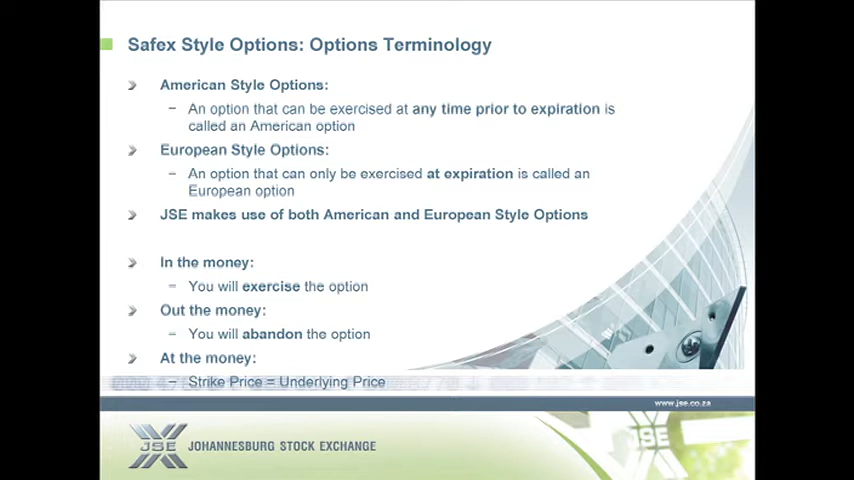 Safex Style Options: Options Terminology
American Style Options:
− An option that can be exercised at any time prior to expiration is
called an American option
European Style Options:
− An option that can only be exercised at expiration is called an
European option
JSE makes use of both American and European Style Options
In the money:
= You will exercise the option
Out the money:
− You will abandon the option
At the money:
− Strike Price = Underlying Price
www.jse.co.za
JSE JOHANNESBURG STOCK EXCHANGE
JSE